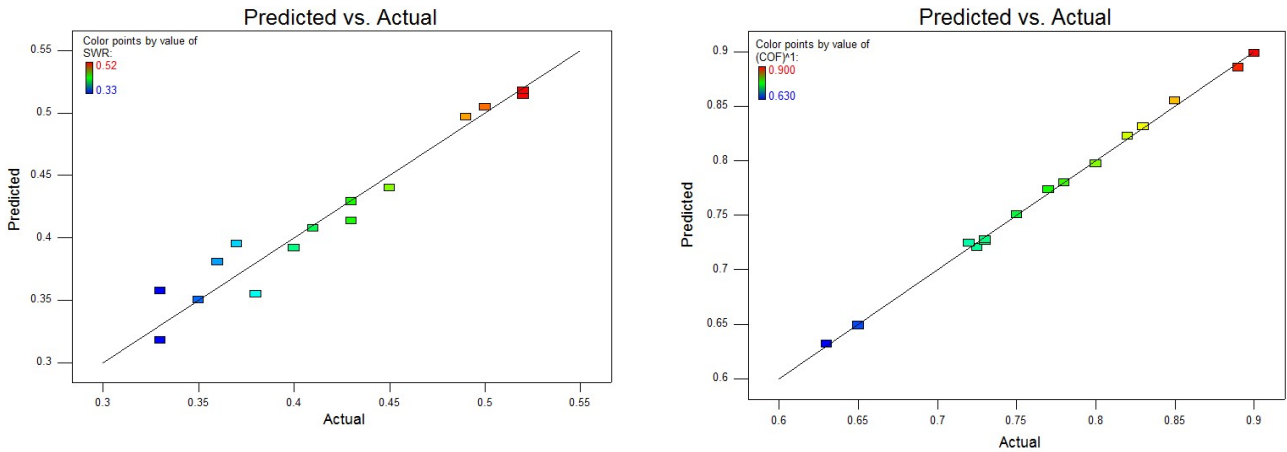 Predicted vs. Actual
Color points by value of
SWR:
0.52
0.33
0.55
0.5
0.45
0.4
0.35
0.3
Predicted
0.3 0.35 0.4 0.45 0.5 0.55
Actual
Predicted vs. Actual
Color points by value of
(COF)^1:
0.900
0.630
0.9
0.85
0.8
0.75
0.7
0.65
0.6
Predicted
0.6 0.65 0.7 0.75 0.8 0.85 0.9
Actual